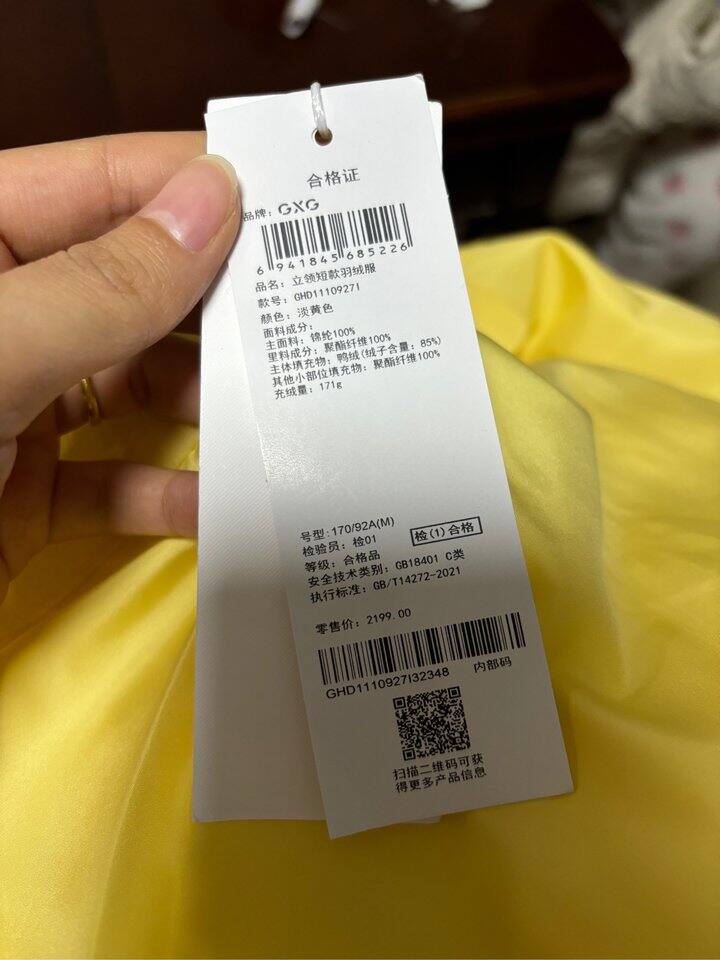 合格证
品牌: GXG
6 941845 685226
品名: 立领短款羽绒服
款号: GHD1110927I
颜色: 淡黄色
面料成分:
主面料: 锦纶100%
里料成分: 聚酯纤维100%
主体填充物: 鸭绒(绒子含量: 85%)
其他小部位填充物: 聚酯纤维100%
充绒量: 171g
号型: 170/92A(M)
检验员: 检01
检(1)合格
等级: 合格品
安全技术类别: GB18401 C类
执行标准: GB/T14272-2021
零售价: 2199.00
GHD1110927I32348 内部码
扫描二维码可获
得更多产品信息